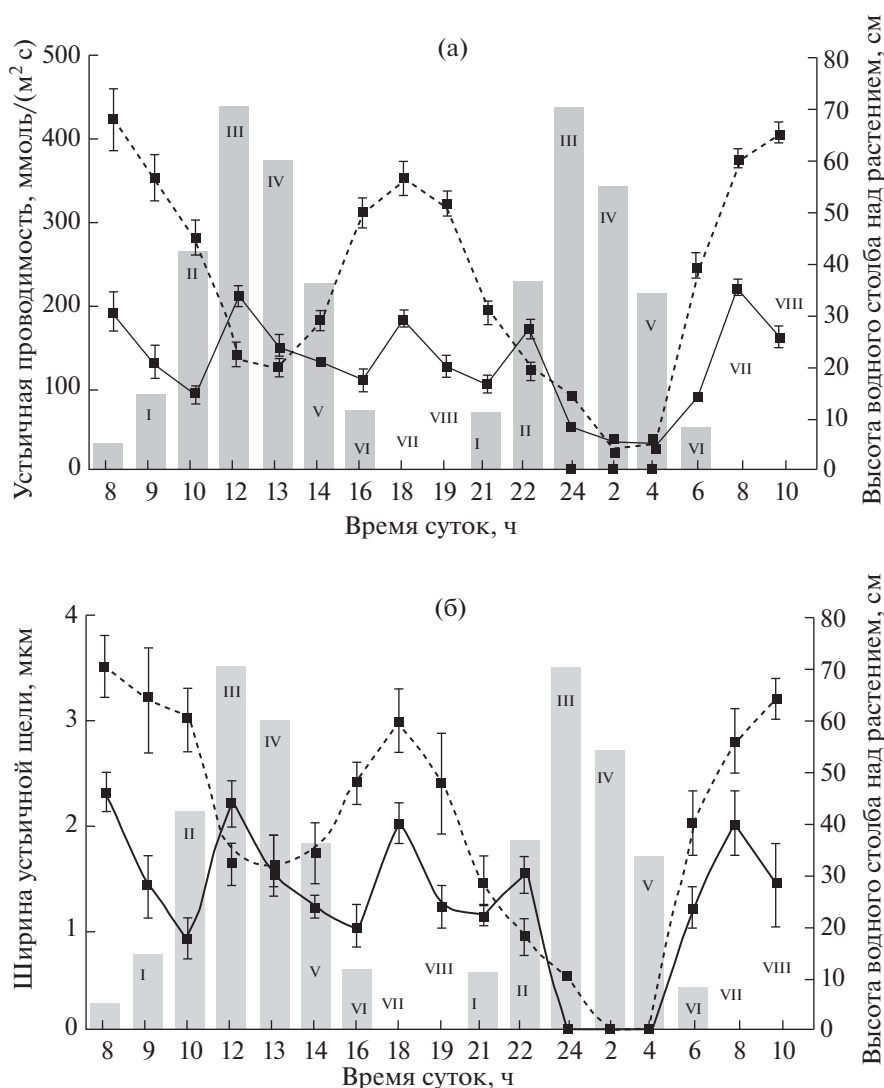 (а)
Устьичная проводимость, ммоль/(м² с)
500
400
300
200
100
0
Высота водного столба над растением, см
80
70
60
50
40
30
20
10
0
I
II
III
IV
V
VI
VII
VIII
I
II
III
IV
V
VI
VII
VIII
8 9 10 12 13 14 16 18 19 21 22 24 2 4 6 8 10
Время суток, ч
(б)
Ширина устьичной щели, мкм
4
3
2
1
0
Высота водного столба над растением, см
80
70
60
50
40
30
20
10
0
I
II
III
IV
V
VI
VII
VIII
I
II
III
IV
V
VI
VII
VIII
8 9 10 12 13 14 16 18 19 21 22 24 2 4 6 8 10
Время суток, ч